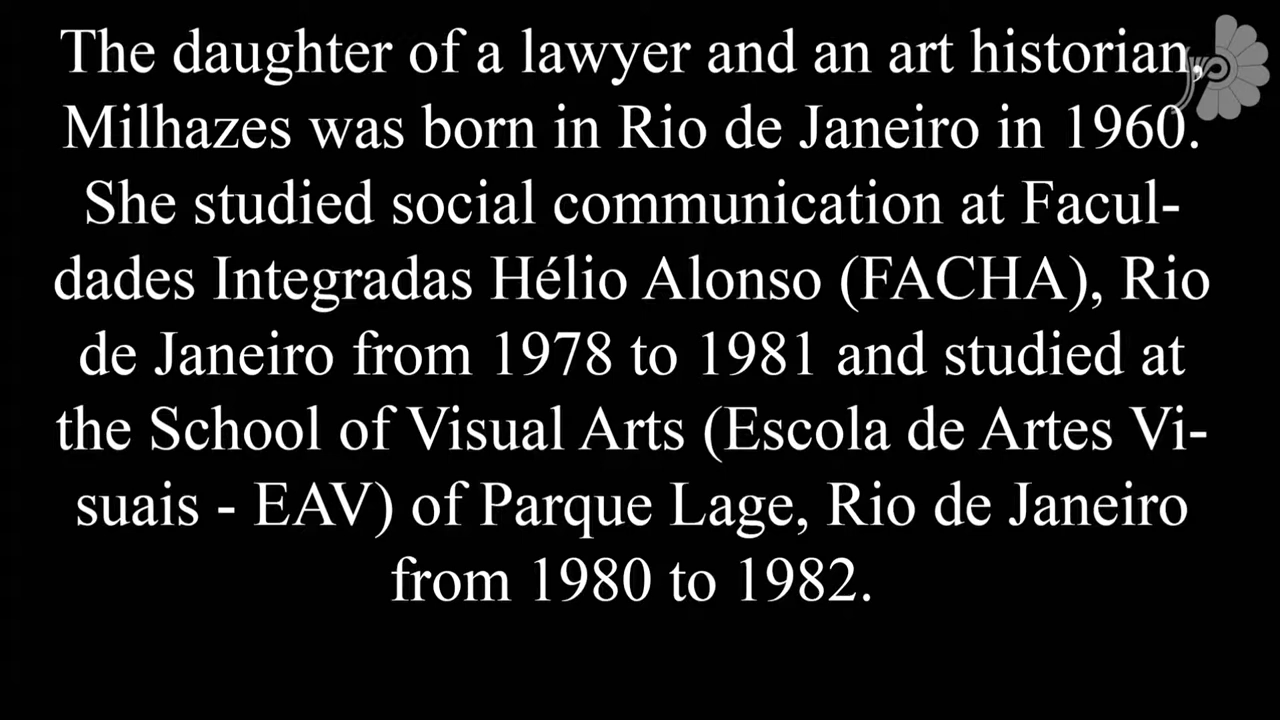 The daughter of a lawyer and an art historian,
Milhazes was born in Rio de Janeiro in 1960.
She studied social communication at Facul-
dades Integradas Hélio Alonso (FACHA), Rio
de Janeiro from 1978 to 1981 and studied at
the School of Visual Arts (Escola de Artes Vi-
suais - EAV) of Parque Lage, Rio de Janeiro
from 1980 to 1982.